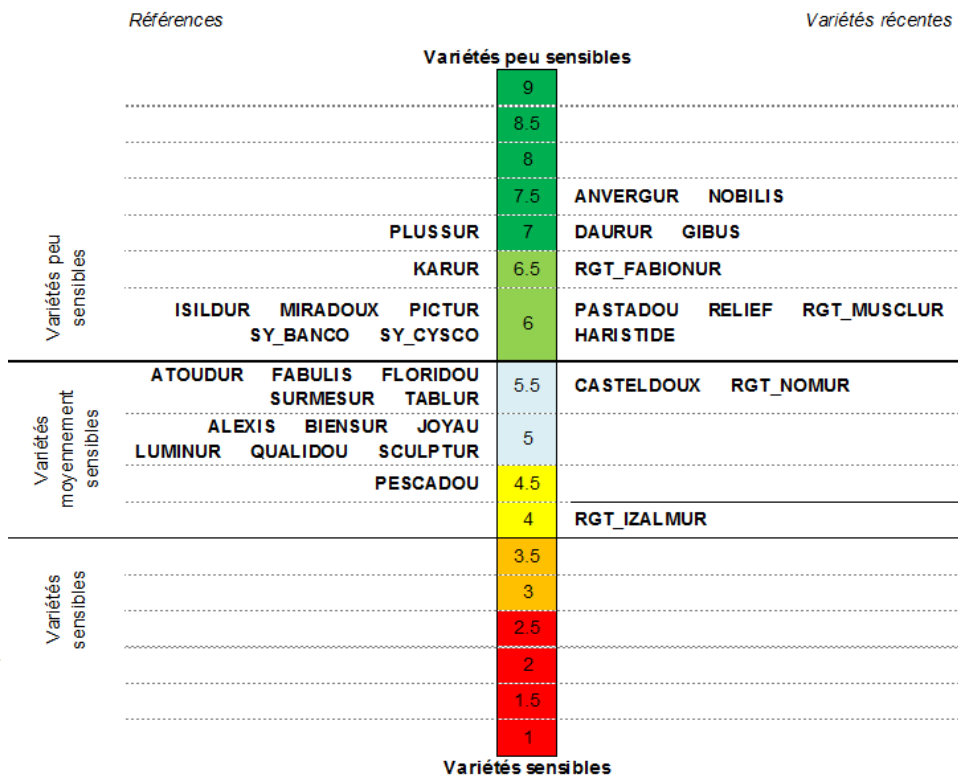 Références Variétés récentes
Variétés peu sensibles
9
8.5
8
7.5 ANVERGUR NOBILIS
PLUSSUR 7 DAURUR GIBUS
KARUR 6.5 RGT_FABIONUR
Variétés peu
sensibles
ISILDUR MIRADOUX PICTUR 6 PASTADOU RELIEF RGT_MUSCLUR
SY_BANCO SY_CYSCO HARISTIDE
ATOUDUR FABULIS FLORIDOU 5.5 CASTELDOUX RGT_NOMUR
SURMESUR TABLUR
Variétés
moyennement
sensibles
ALEXIS BIENSUR JOYAU 5
LUMINUR QUALIDOU SCULPTUR
PESCADOU 4.5
4 RGT_IZALMUR
3.5
Variétés
sensibles
3
2.5
2
1.5
1
Variétés sensibles